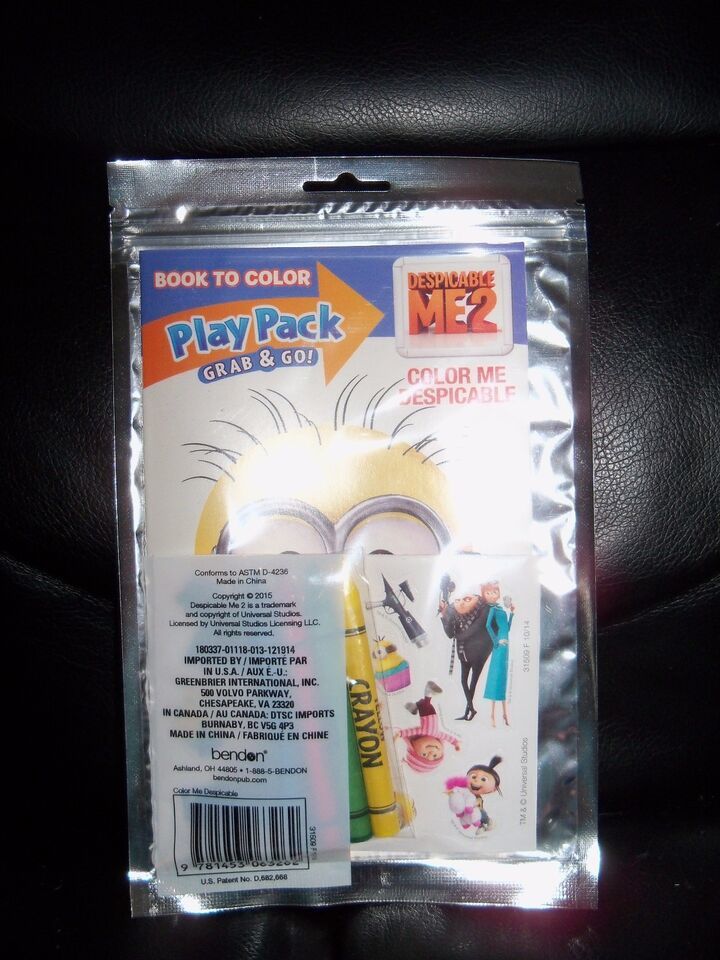 BOOK TO COLOR
Play Pack
GRAB & GO!
DESPICABLE
ME2
COLOR ME
DESPICABLE
Conforms to ASTM D-4236
Made in China
Copyright © 2015
Despicable Me 2 is a trademark
and copyright of Universal Studios.
Licensed by Universal Studios Licensing LLC.
All rights reserved.
180337-01118-013-121914
IMPORTED BY / IMPORTÉ PAR
IN U.S.A. / AUX É.-U.:
GREENBRIER INTERNATIONAL, INC.
500 VOLVO PARKWAY,
CHESAPEAKE, VA 23320
IN CANADA / AU CANADA: DTSC IMPORTS
BURNABY, BC V5G 4P3
MADE IN CHINA / FABRIQUÉ EN CHINE
bendon®
Ashland, OH 44805 • 1-888-5-BENDON
bendonpub.com
Color Me Despicable
9 781453 063262
U.S. Patent No. D,682,668
CRAYON
31509 F 10/14
TM & © Universal Studios